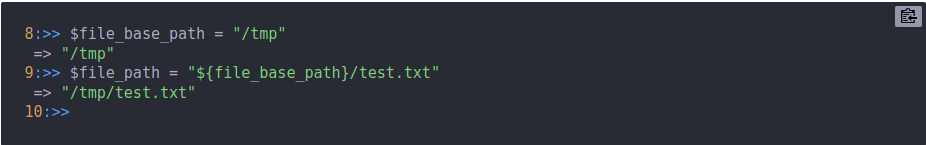 8:>> $file_base_path = "/tmp"
 => "/tmp"
9:>> $file_path = "${file_base_path}/test.txt"
 => "/tmp/test.txt"
10:>>